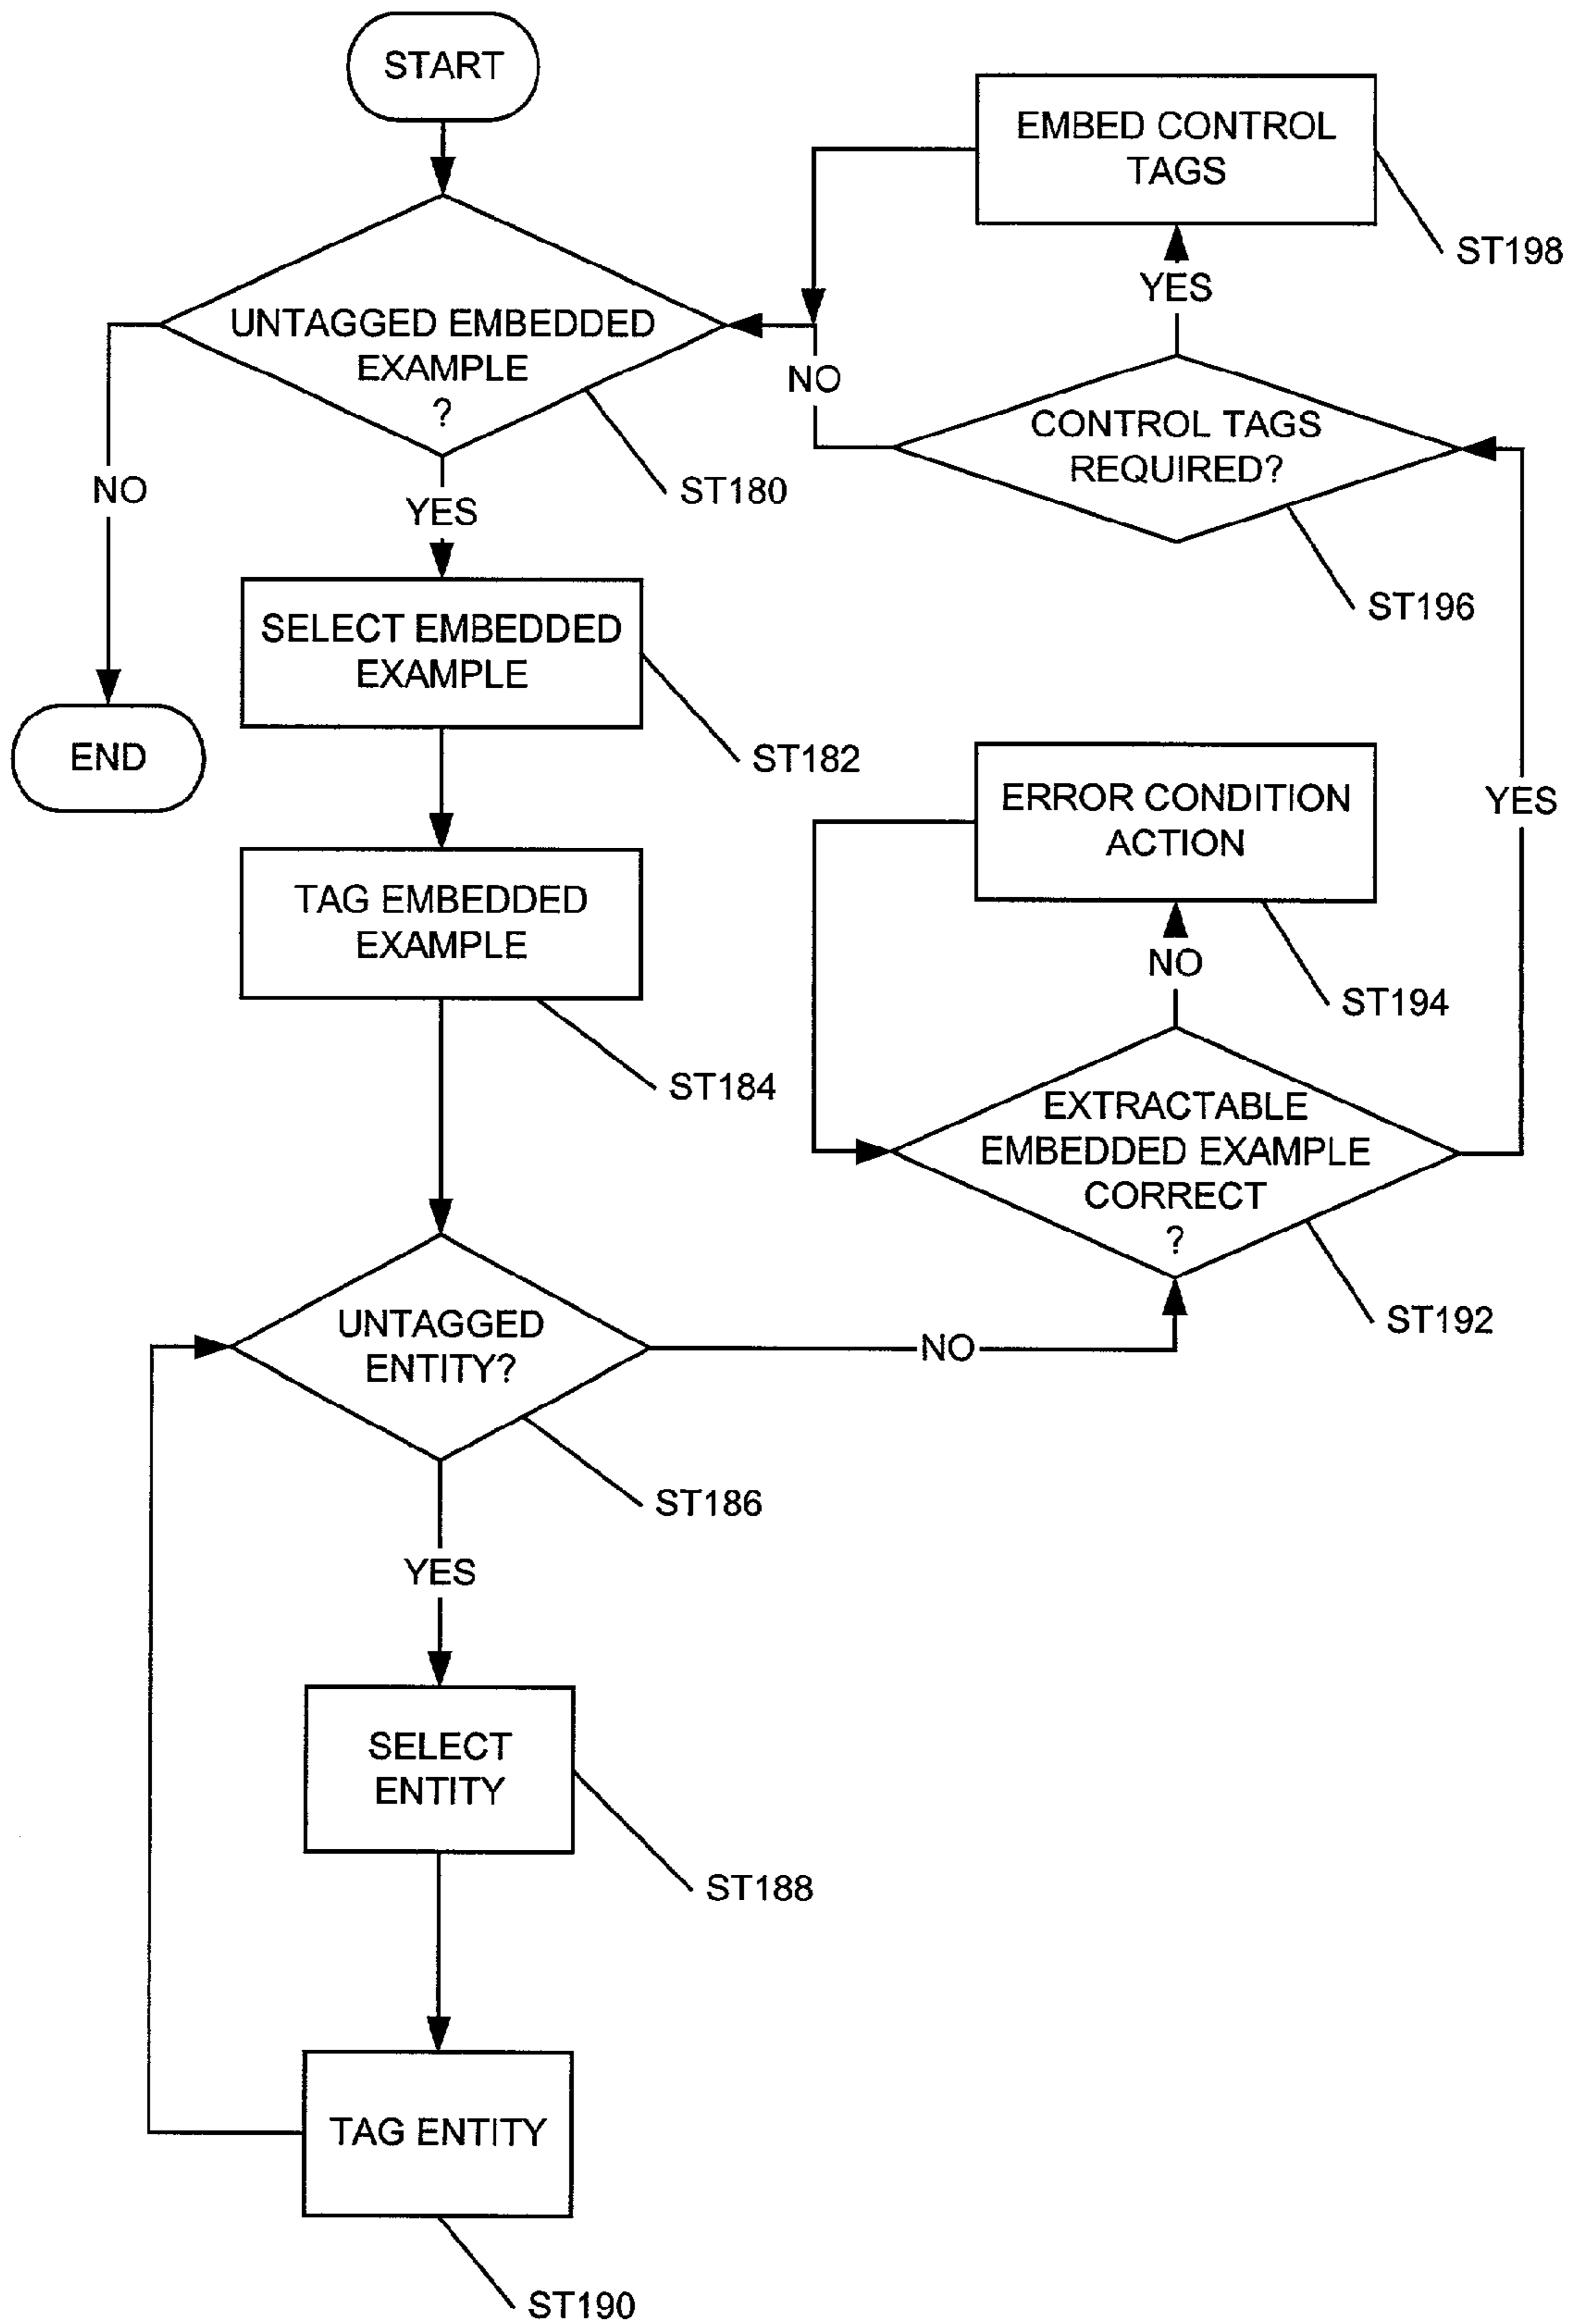 START
UNTAGGED EMBEDDED
EXAMPLE
?
ST180
NO
YES
END
SELECT EMBEDDED
EXAMPLE
ST182
TAG EMBEDDED
EXAMPLE
ST184
UNTAGGED
ENTITY?
ST186
NO
YES
SELECT
ENTITY
ST188
TAG ENTITY
ST190
EXTRACTABLE
EMBEDDED EXAMPLE
CORRECT
?
ST192
NO
ERROR CONDITION
ACTION
ST194
YES
CONTROL TAGS
REQUIRED?
ST196
NO
YES
EMBED CONTROL
TAGS
ST198